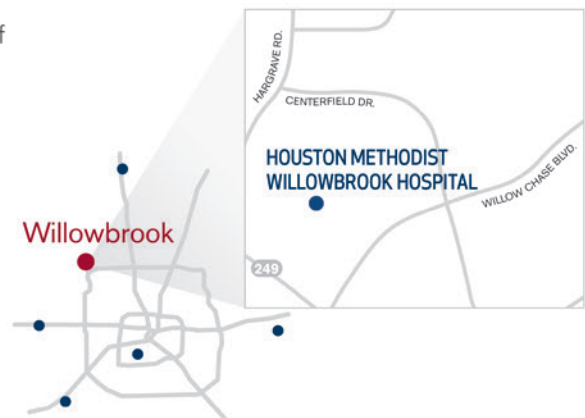 f
HARGRAVE RD.
CENTERFIELD DR.
HOUSTON METHODIST
WILLOWBROOK HOSPITAL
WILLOW CHASE BLVD.
Willowbrook
249